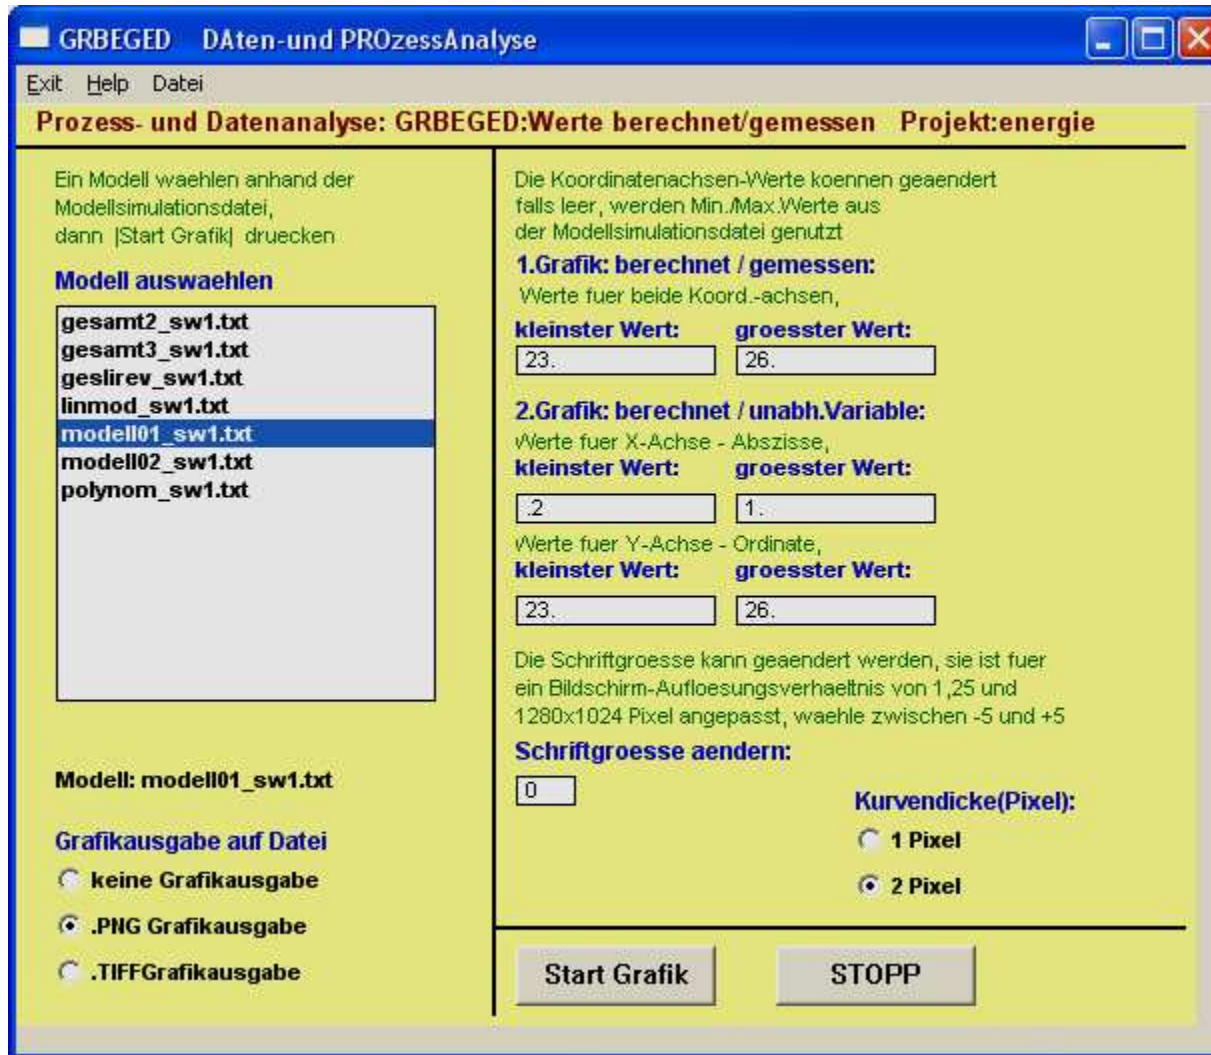 GRBEGED DAten-und PROzessAnalyse
Exit Help Datei
Prozess- und Datenanalyse: GRBEGED:Werte berechnet/gemessen Projekt:energie
Ein Modell waehlen anhand der
Modellsimulationsdatei,
dann |Start Grafik| druecken
Modell auswaehlen
gesamt2_sw1.txt
gesamt3_sw1.txt
geslirev_sw1.txt
linmod_sw1.txt
modell01_sw1.txt
modell02_sw1.txt
polynom_sw1.txt
Modell: modell01_sw1.txt
Grafikausgabe auf Datei
keine Grafikausgabe
.PNG Grafikausgabe
.TIFFGrafikausgabe
Die Koordinatenachsen-Werte koennen geaendert
falls leer, werden Min./Max.Werte aus
der Modellsimulationsdatei genutzt
1.Grafik: berechnet / gemessen:
Werte fuer beide Koord.-achsen,
kleinster Wert: groesster Wert:
23. 26.
2.Grafik: berechnet / unabh.Variable:
Werte fuer X-Achse - Abszisse,
kleinster Wert: groesster Wert:
.2 1.
Werte fuer Y-Achse - Ordinate,
kleinster Wert: groesster Wert:
23. 26.
Die Schriftgroesse kann geaendert werden, sie ist fuer
ein Bildschirm-Aufloesungsverhaeltnis von 1,25 und
1280x1024 Pixel angepasst, waehle zwischen -5 und +5
Schriftgroesse aendern:
0
Kurvendicke(Pixel):
1 Pixel
2 Pixel
Start Grafik STOPP